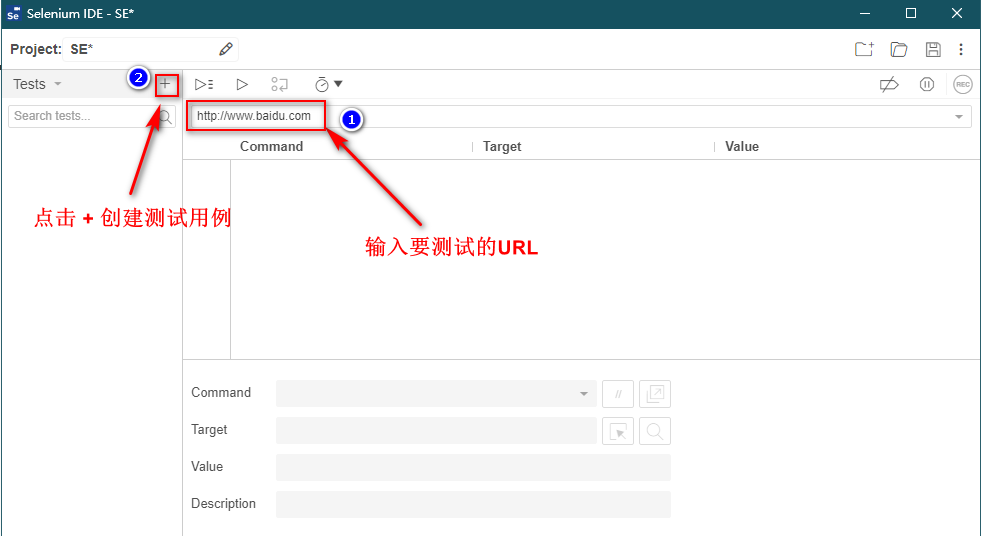 Selenium IDE - SE*
Project: SE*
Tests
2
+
REC
Search tests...
http://www.baidu.com
1
Command
Target
Value
点击 + 创建测试用例
输入要测试的URL
Command
//
Target
Value
Description